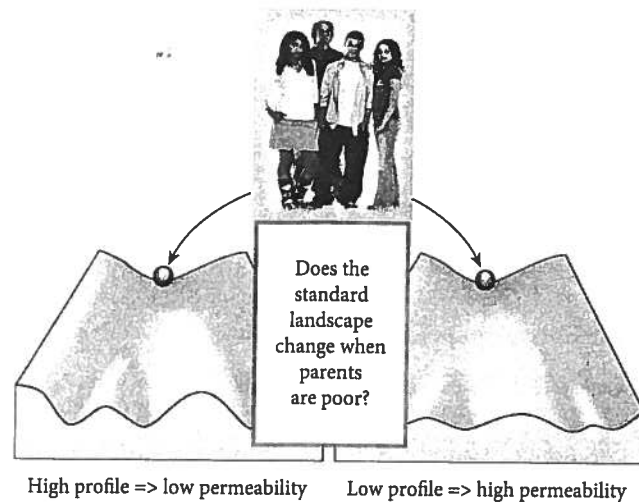 Does the
standard
landscape
change when
parents
are poor?
High profile => low permeability
Low profile => high permeability